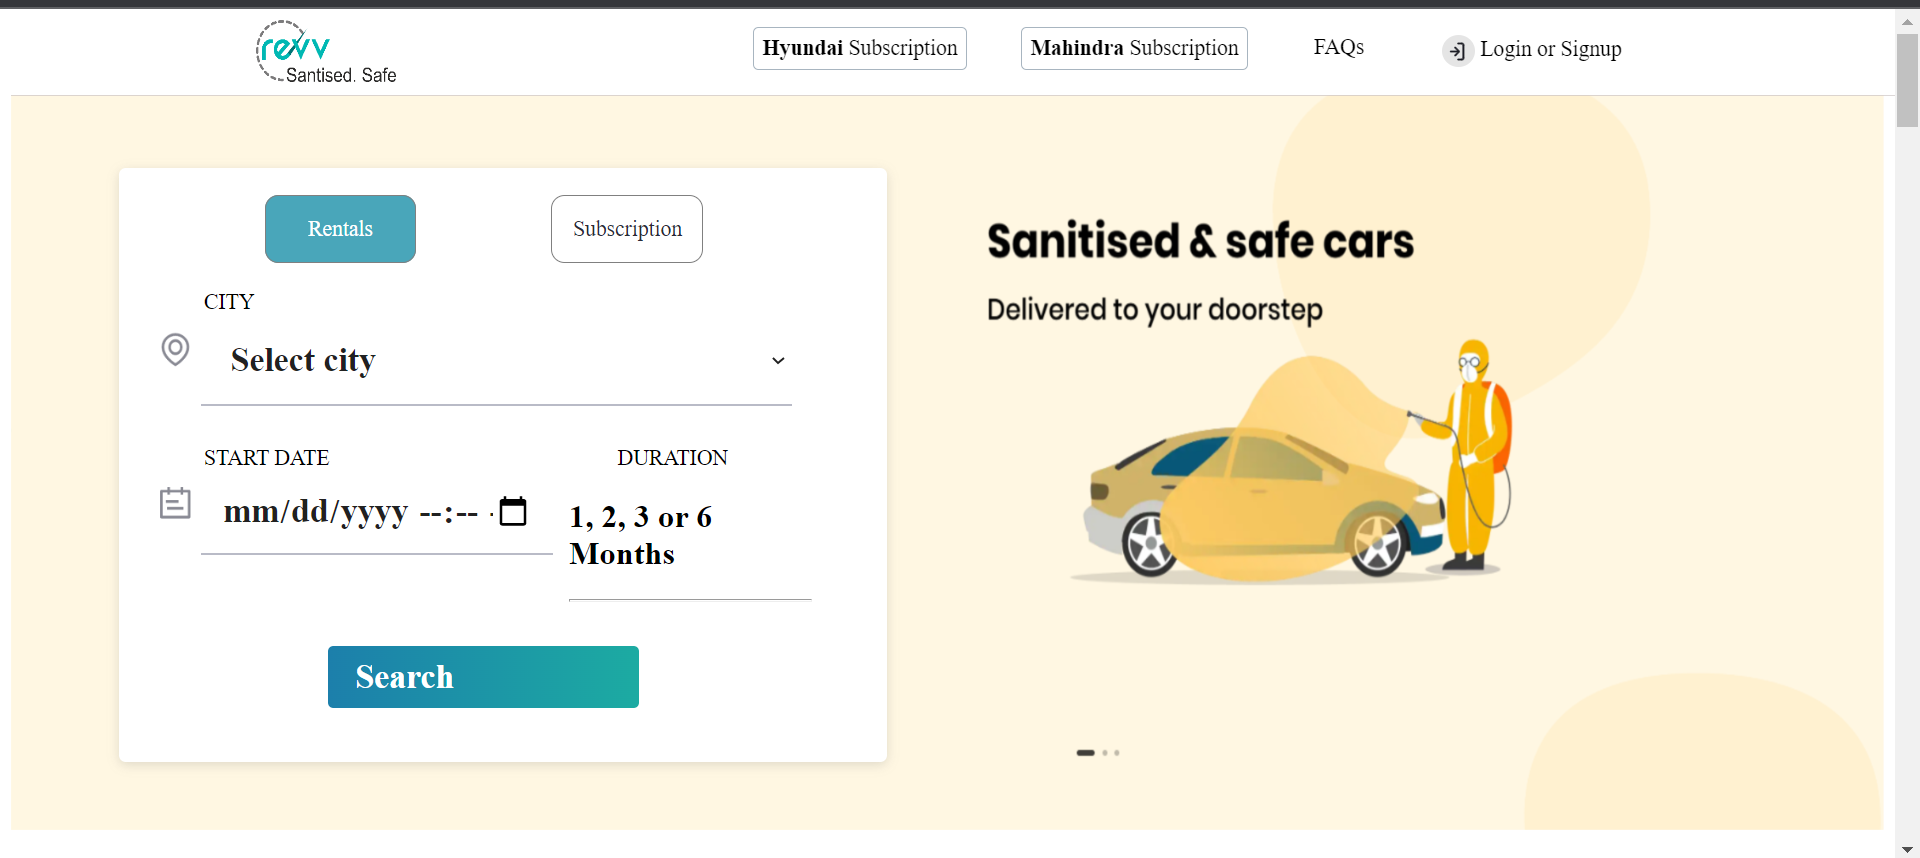 revv
Santised. Safe
Hyundai Subscription
Mahindra Subscription
FAQs
Login or Signup
Rentals
Subscription
CITY
Select city
START DATE
DURATION
mm/dd/yyyy --:--
1, 2, 3 or 6
Months
Search
Sanitised & safe cars
Delivered to your doorstep